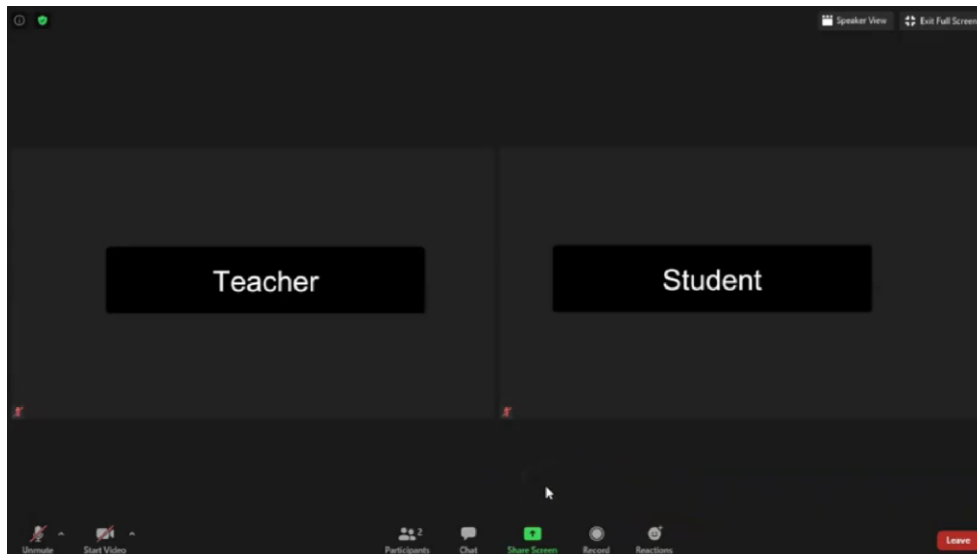 Speaker View Exit Full Screen
Teacher Student
Unmute Start Video Participants 2 Chat Share Screen Record Reactions Leave